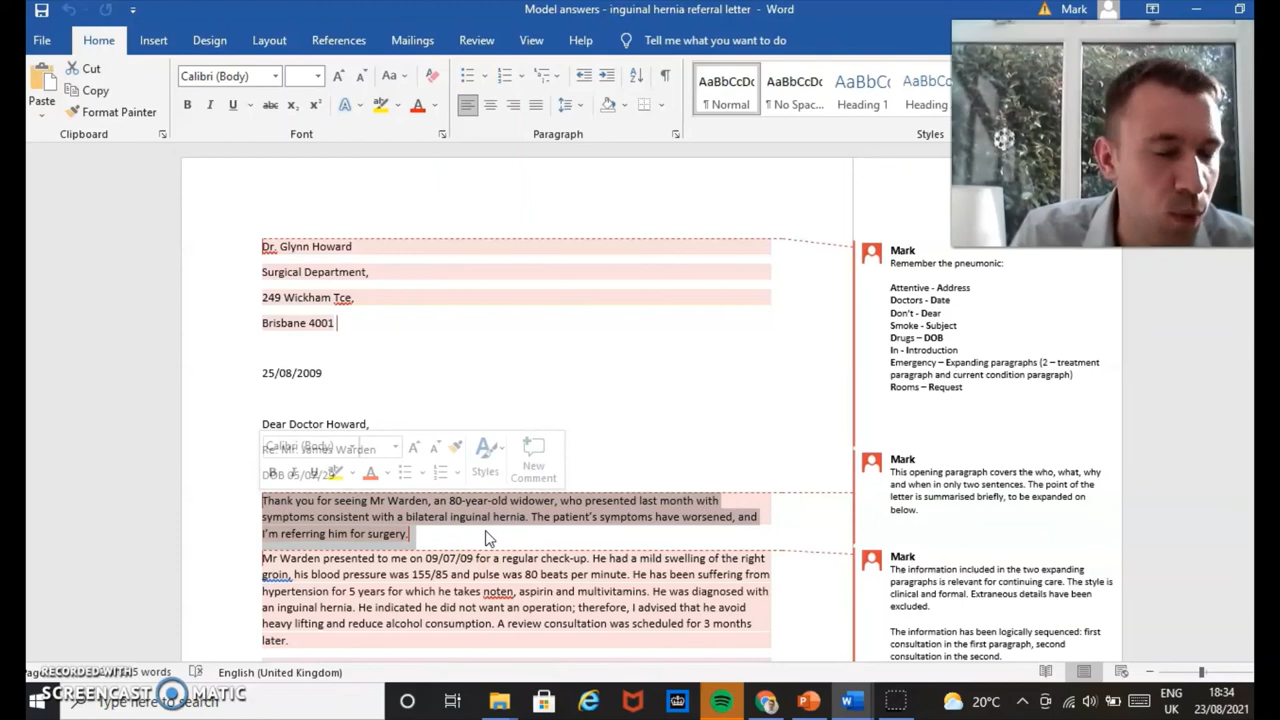 Model answers - inguinal hernia referral letter - Word
Mark
File Home Insert Design Layout References Mailings Review View Help Tell me what you want to do
Paste
Cut
Copy
Format Painter
Calibri (Body)
Aa
B I U abc x₂ x² A A
AaBbCcDc AaBbCcDc AaBbCc AaBbCc
¶ Normal ¶ No Spac... Heading 1 Heading
Clipboard Font Paragraph Styles
Dr. Glynn Howard
Surgical Department,
249 Wickham Tce,
Brisbane 4001
25/08/2009
Dear Doctor Howard,
Re: Mr. James Warden
Calibri (Body)
DOB 05/09/
B I U A
Styles
New
Comment
Thank you for seeing Mr Warden, an 80-year-old widower, who presented last month with
symptoms consistent with a bilateral inguinal hernia. The patient's symptoms have worsened, and
I'm referring him for surgery.
Mr Warden presented to me on 09/07/09 for a regular check-up. He had a mild swelling of the right
groin, his blood pressure was 155/85 and pulse was 80 beats per minute. He has been suffering from
hypertension for 5 years for which he takes noten, aspirin and multivitamins. He was diagnosed with
an inguinal hernia. He indicated he did not want an operation; therefore, I advised that he avoid
heavy lifting and reduce alcohol consumption. A review consultation was scheduled for 3 months
later.
Mark
Remember the pneumonic:
Attentive - Address
Doctors - Date
Don't - Dear
Smoke - Subject
Drugs – DOB
In - Introduction
Emergency – Expanding paragraphs (2 – treatment
paragraph and current condition paragraph)
Rooms – Request
Mark
This opening paragraph covers the who, what, why
and when in only two sentences. The point of the
letter is summarised briefly, to be expanded on
below.
Mark
The information included in the two expanding
paragraphs is relevant for continuing care. The style is
clinical and formal. Extraneous details have been
excluded.
The information has been logically sequenced: first
consultation in the first paragraph, second
consultation in the second.
5 words English (United Kingdom)
RECORDED WITH
SCREENCAST MATIC
Type here to search
20°C
ENG
UK
18:34
23/08/2021